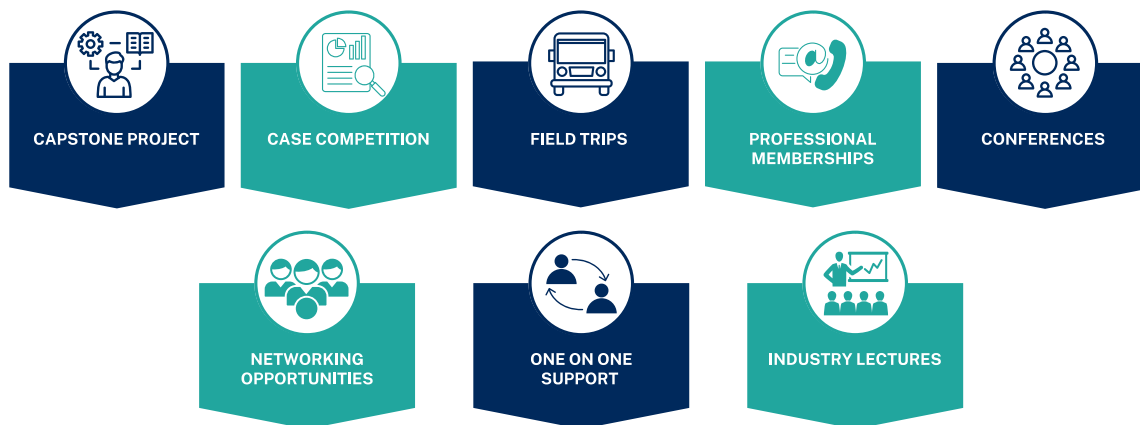 CAPSTONE PROJECT
CASE COMPETITION
FIELD TRIPS
PROFESSIONAL
MEMBERSHIPS
CONFERENCES
NETWORKING
OPPORTUNITIES
ONE ON ONE
SUPPORT
INDUSTRY LECTURES